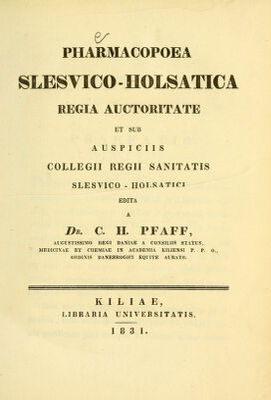 PHARMACOPOEA
SLESVICO-HOLSATICA
REGIA AUCTORITATE
ET SUB
AUSPICIIS
COLLEGII REGII SANITATIS
SLESVICO - HOLSATICI
EDITA
A
DR. C. H. PFAFF,
AUGUSTISSIMO REGI DANIAE A CONSILIIS STATUS,
MEDICINAE ET CHEMIAE IN ACADEMIA KILIENSI P. P. O.,
ORDINIS DANEBROGICI EQUITE AURATO.
KILIAE,
LIBRARIA UNIVERSITATIS.
1831.